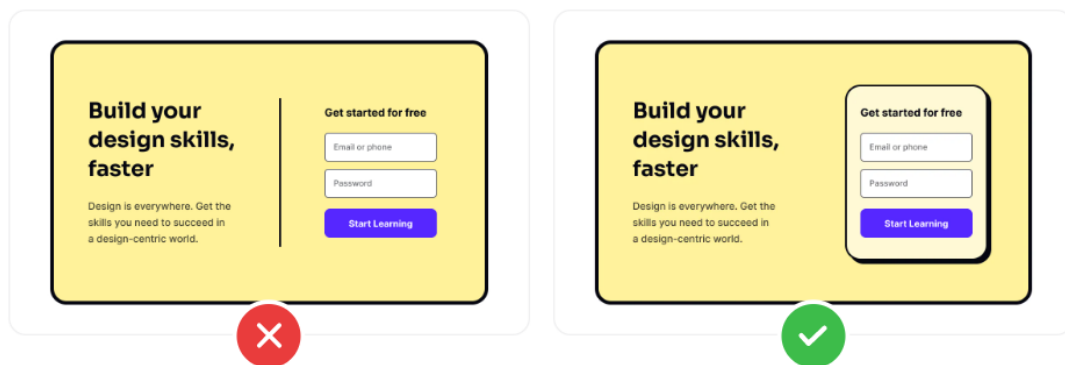 Build your
design skills,
faster
Design is everywhere. Get the
skills you need to succeed in
a design-centric world.
Get started for free
Email or phone
Password
Start Learning
Build your
design skills,
faster
Design is everywhere. Get the
skills you need to succeed in
a design-centric world.
Get started for free
Email or phone
Password
Start Learning